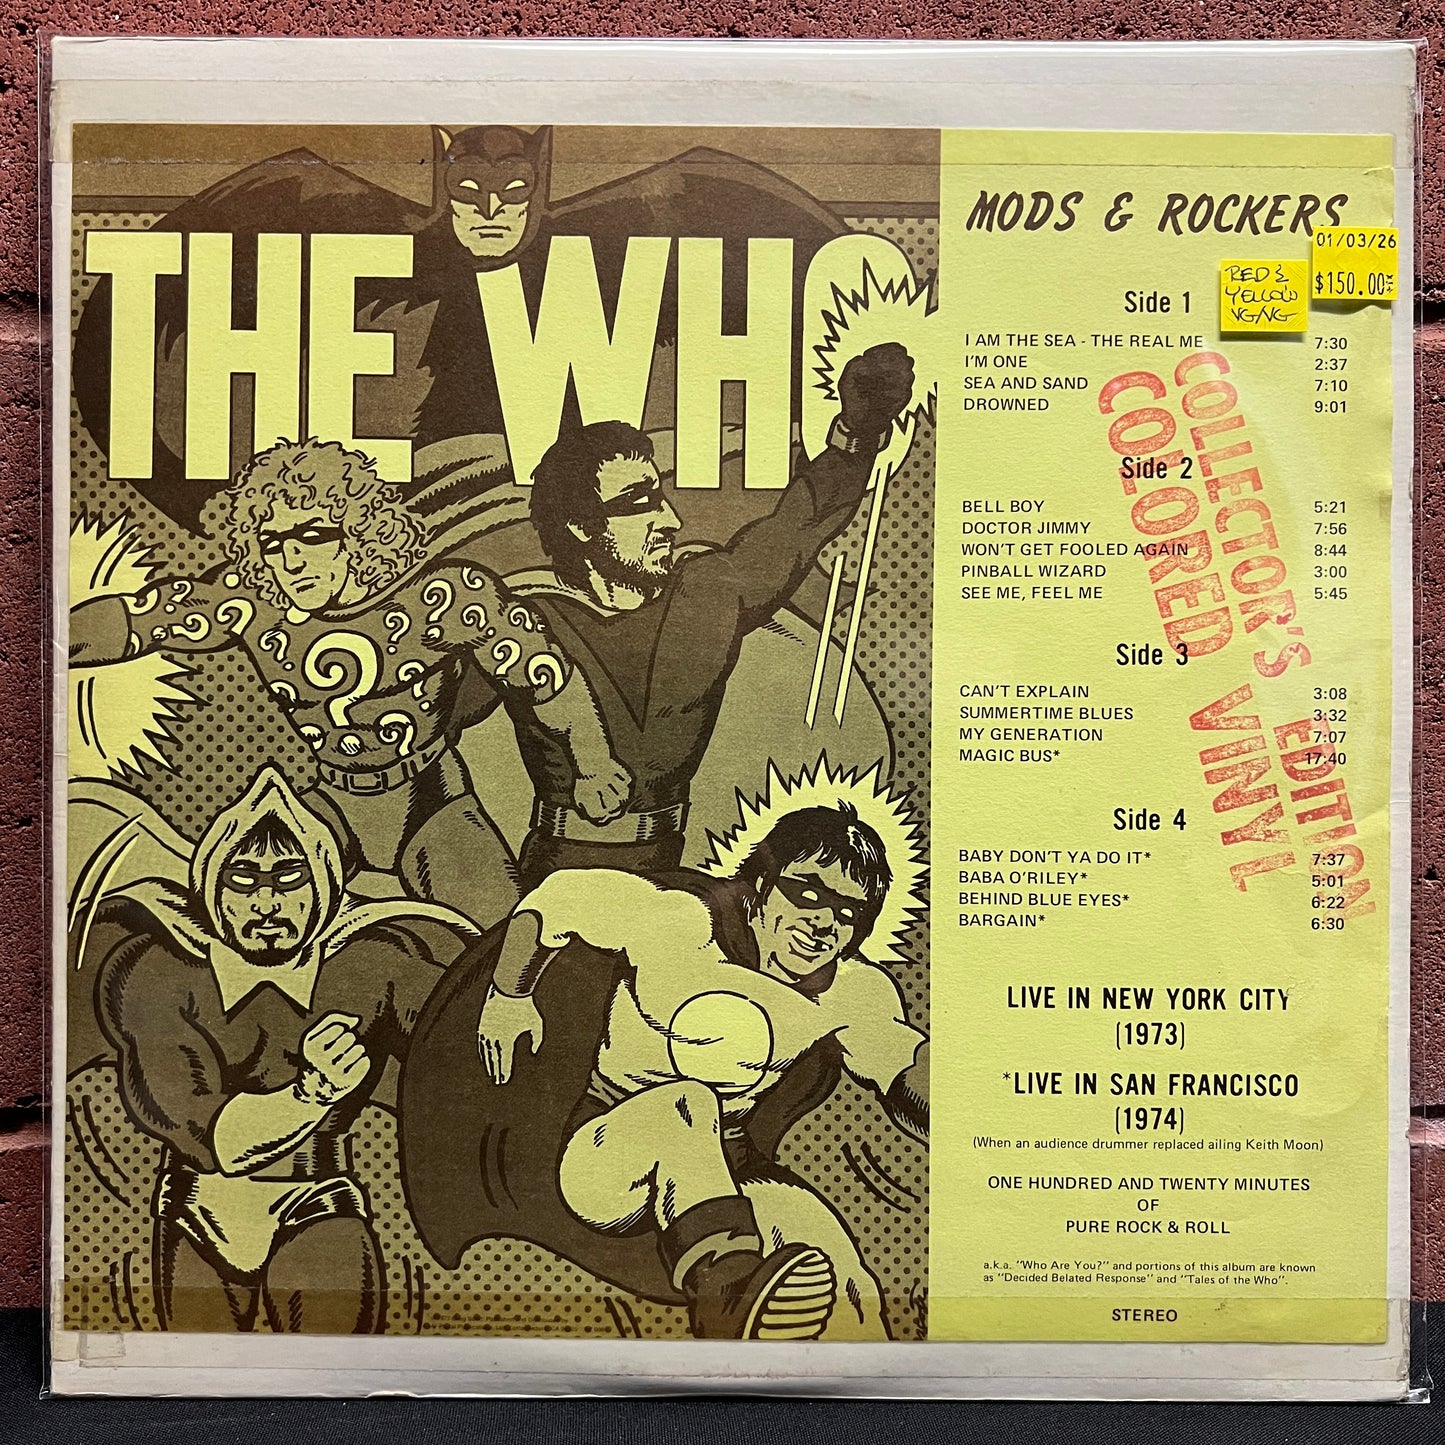 THE WHO
MODS & ROCKERS
01/03/26
$150.00
RED &
YELLOW
VG/VG
Side 1
I AM THE SEA - THE REAL ME 7:30
I'M ONE 2:37
SEA AND SAND 7:10
DROWNED 9:01
Side 2
BELL BOY 5:21
DOCTOR JIMMY 7:56
WON'T GET FOOLED AGAIN 8:44
PINBALL WIZARD 3:00
SEE ME, FEEL ME 5:45
Side 3
CAN'T EXPLAIN 3:08
SUMMERTIME BLUES 3:32
MY GENERATION 7:07
MAGIC BUS* 17:40
Side 4
BABY DON'T YA DO IT* 7:37
BABA O'RILEY* 5:01
BEHIND BLUE EYES* 6:22
BARGAIN* 6:30
COLLECTOR'S EDITION
COLORED VINYL
LIVE IN NEW YORK CITY
(1973)
*LIVE IN SAN FRANCISCO
(1974)
(When an audience drummer replaced ailing Keith Moon)
ONE HUNDRED AND TWENTY MINUTES
OF
PURE ROCK & ROLL
a.k.a. "Who Are You?" and portions of this album are known
as "Decided Belated Response" and "Tales of the Who".
STEREO